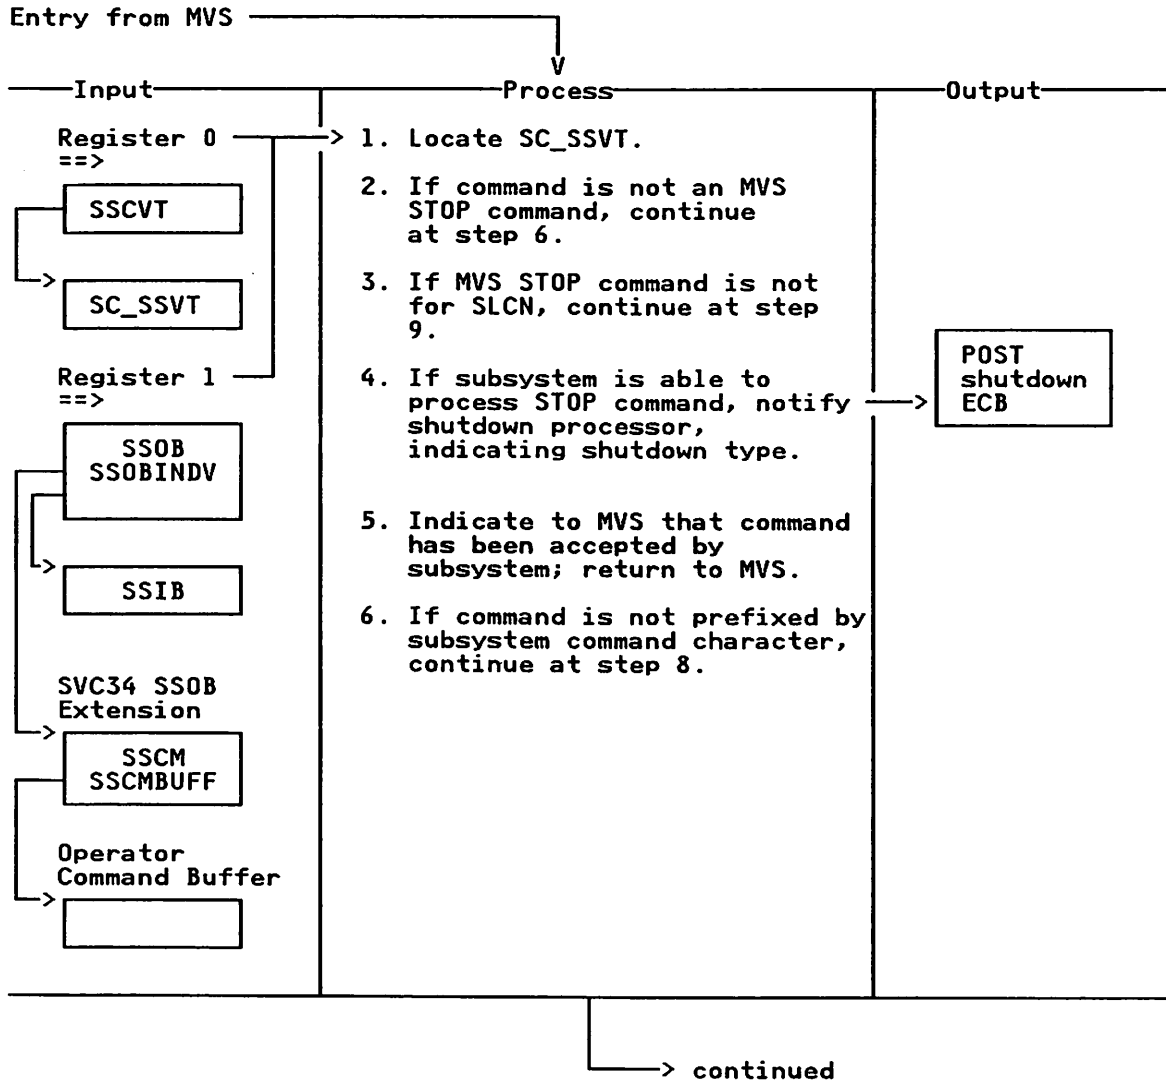 Entry from MVS
Input
Process
Output
Register 0
==>
SSCVT
SC_SSVT
Register 1
==>
SSOB
SSOBINDV
SSIB
SVC34 SSOB
Extension
SSCM
SSCMBUFF
Operator
Command Buffer
1. Locate SC_SSVT.
2. If command is not an MVS
STOP command, continue
at step 6.
3. If MVS STOP command is not
for SLCN, continue at step
9.
4. If subsystem is able to
process STOP command, notify
shutdown processor,
indicating shutdown type.
5. Indicate to MVS that command
has been accepted by
subsystem; return to MVS.
6. If command is not prefixed by
subsystem command character,
continue at step 8.
POST
shutdown
ECB
continued